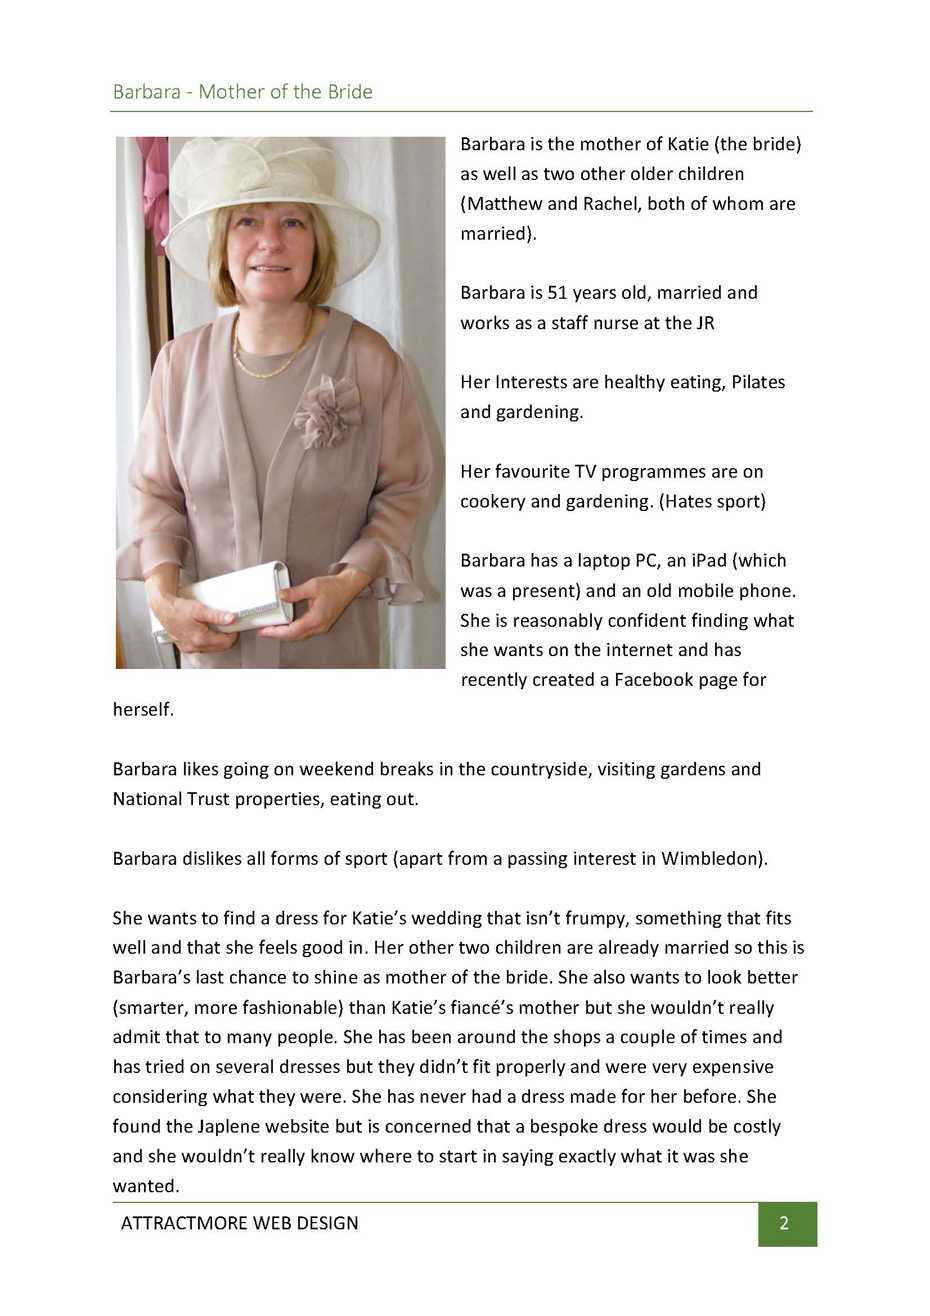 Barbara - Mother of the Bride
Barbara is the mother of Katie (the bride)
as well as two other older children
(Matthew and Rachel, both of whom are
married).
Barbara is 51 years old, married and
works as a staff nurse at the JR
Her Interests are healthy eating, Pilates
and gardening.
Her favourite TV programmes are on
cookery and gardening. (Hates sport)
Barbara has a laptop PC, an iPad (which
was a present) and an old mobile phone.
She is reasonably confident finding what
she wants on the internet and has
recently created a Facebook page for
herself.
Barbara likes going on weekend breaks in the countryside, visiting gardens and
National Trust properties, eating out.
Barbara dislikes all forms of sport (apart from a passing interest in Wimbledon).
She wants to find a dress for Katie’s wedding that isn’t frumpy, something that fits
well and that she feels good in. Her other two children are already married so this is
Barbara’s last chance to shine as mother of the bride. She also wants to look better
(smarter, more fashionable) than Katie’s fiancé’s mother but she wouldn’t really
admit that to many people. She has been around the shops a couple of times and
has tried on several dresses but they didn’t fit properly and were very expensive
considering what they were. She has never had a dress made for her before. She
found the Japlene website but is concerned that a bespoke dress would be costly
and she wouldn’t really know where to start in saying exactly what it was she
wanted.
ATTRACTMORE WEB DESIGN 2